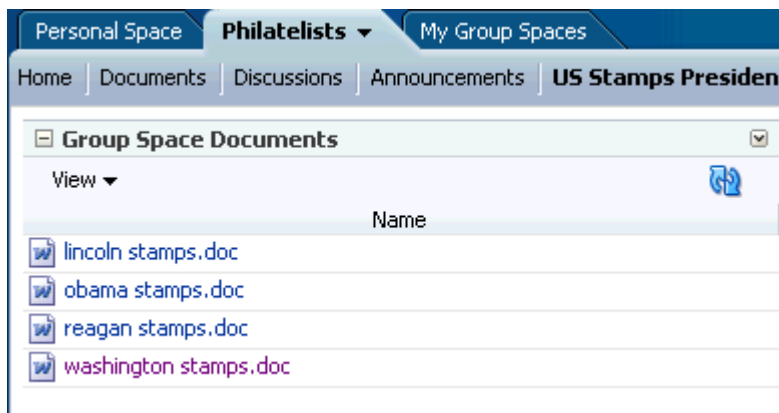 Personal Space Philatelists My Group Spaces
Home Documents Discussions Announcements US Stamps Presiden
Group Space Documents
View
Name
lincoln stamps.doc
obama stamps.doc
reagan stamps.doc
washington stamps.doc